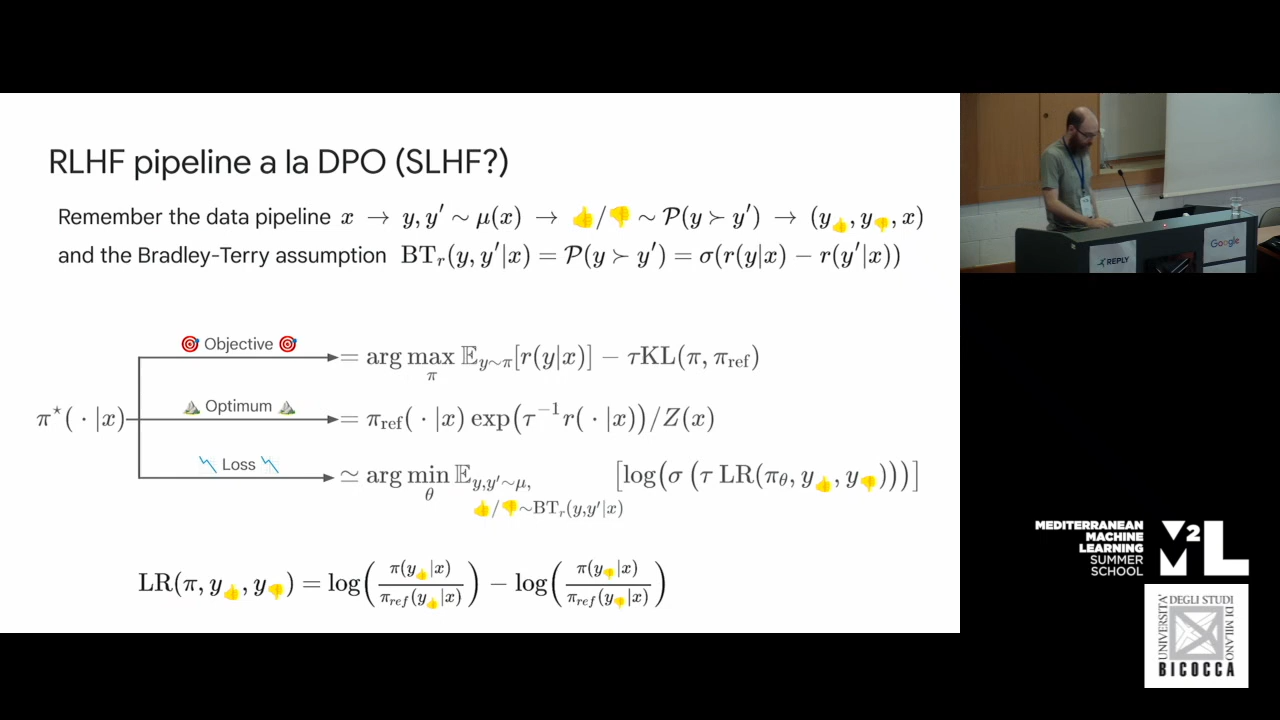 RLHF pipeline a la DPO (SLHF?)
Remember the data pipeline x → y, y′ ∼ μ(x) → 👍/👎 ∼ 𝒫(y ≻ y′) → (y👍, y👎, x)
and the Bradley-Terry assumption BTᵣ(y, y′|x) = 𝒫(y ≻ y′) = σ(r(y|x) − r(y′|x))
🎯 Objective 🎯 = arg max_π 𝔼_{y∼π}[r(y|x)] − τKL(π, π_ref)
π*( · |x) ⛰️ Optimum ⛰️ = π_ref( · |x) exp(τ⁻¹r( · |x))/Z(x)
📉 Loss 📉 ≃ arg min_θ 𝔼_{y,y′∼μ, 👍/👎∼BTᵣ(y,y′|x)} [log(σ (τ LR(π_θ, y👍, y👎)))]
LR(π, y👍, y👎) = log(π(y👍|x) / π_ref(y👍|x)) − log(π(y👎|x) / π_ref(y👎|x))
REPLY
Google
MEDITERRANEAN
MACHINE
LEARNING
SUMMER
SCHOOL
M²L
UNIVERSITÀ
DEGLI STUDI
DI MILANO
BICOCCA